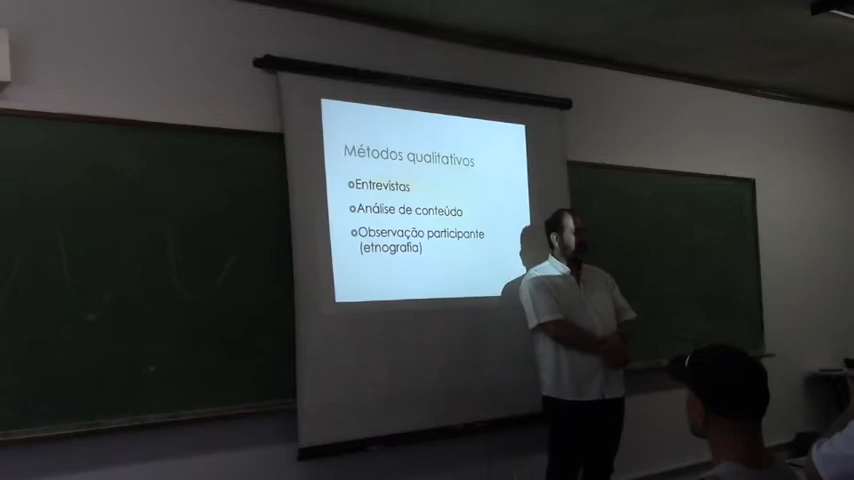 Métodos qualitativos
Entrevistas
Análise de conteúdo
Observação participante
(etnografia)